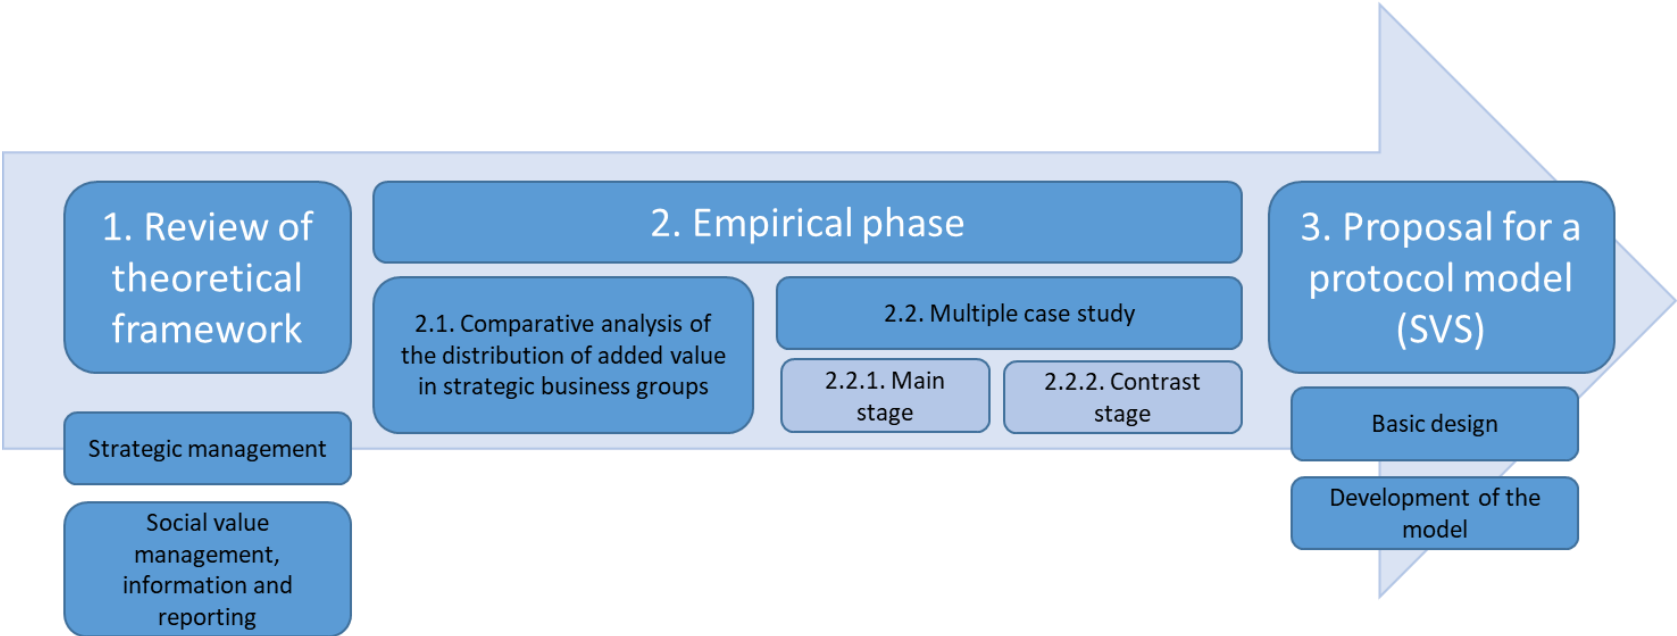 1. Review of
theoretical
framework
Strategic management
Social value
management,
information and
reporting
2. Empirical phase
2.1. Comparative analysis of
the distribution of added value
in strategic business groups
2.2. Multiple case study
2.2.1. Main
stage
2.2.2. Contrast
stage
3. Proposal for a
protocol model
(SVS)
Basic design
Development of the
model